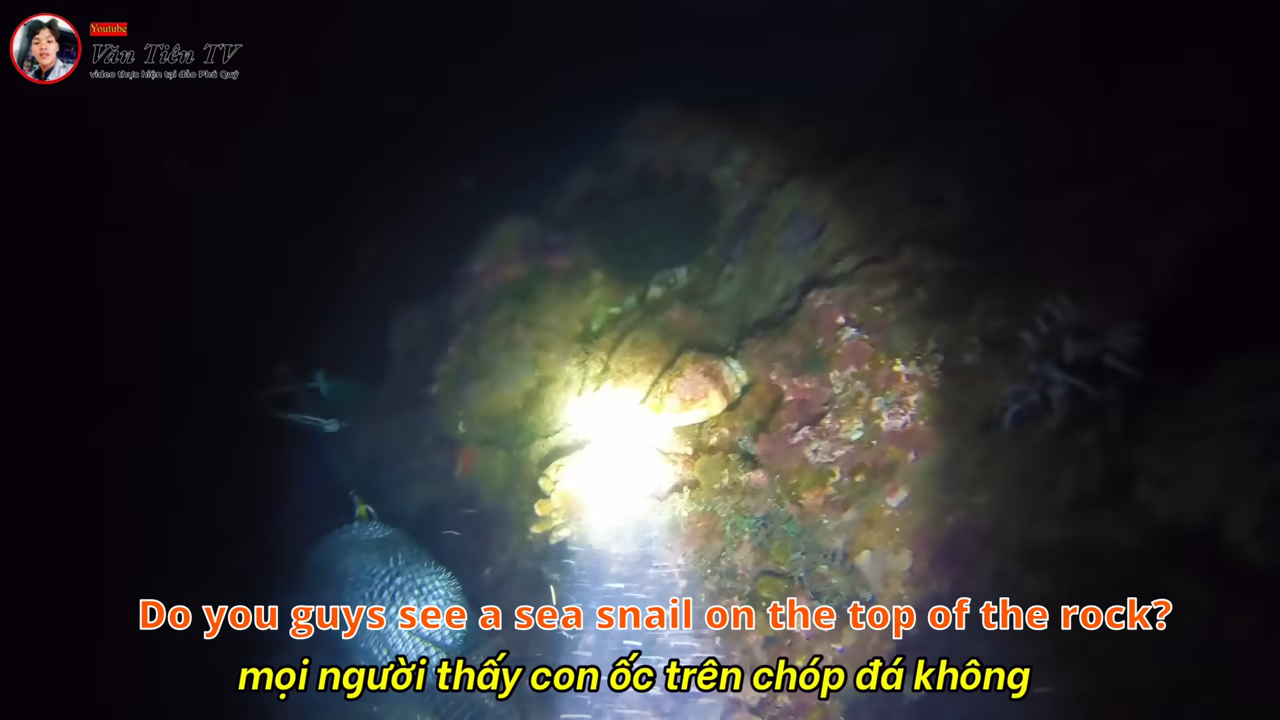 Youtube
Văn Tiên TV
video thực hiện tại đảo Phú Quý
Do you guys see a sea snail on the top of the rock?
mọi người thấy con ốc trên chóp đá không